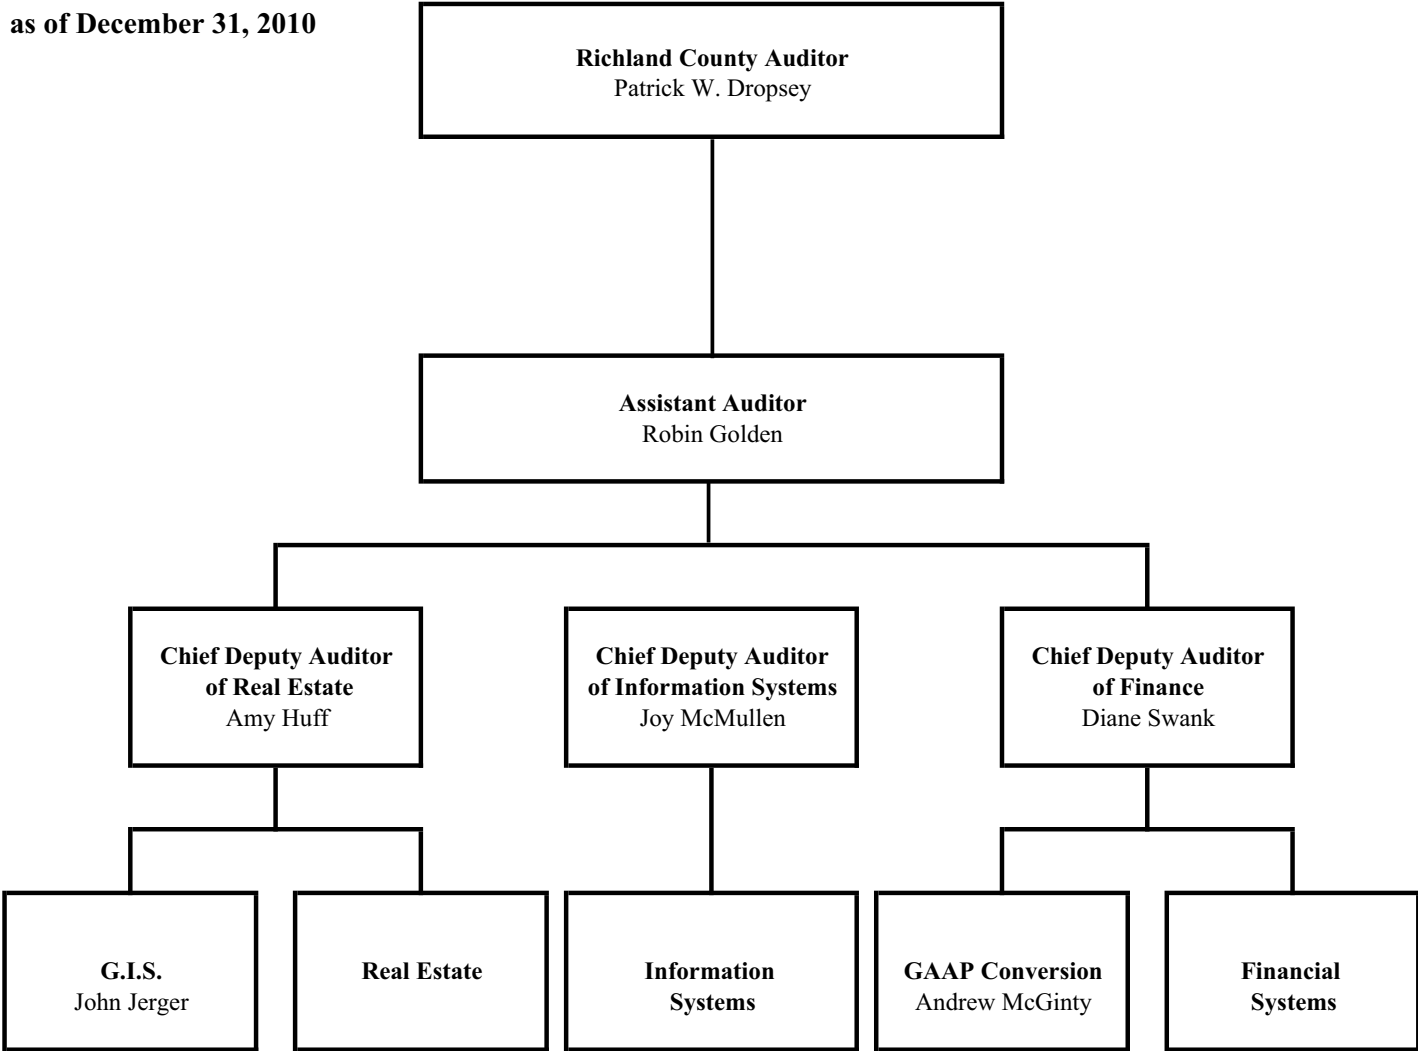 as of December 31, 2010
Richland County Auditor
Patrick W. Dropsey
Assistant Auditor
Robin Golden
Chief Deputy Auditor
of Real Estate
Amy Huff
Chief Deputy Auditor
of Information Systems
Joy McMullen
Chief Deputy Auditor
of Finance
Diane Swank
G.I.S.
John Jerger
Real Estate
Information
Systems
GAAP Conversion
Andrew McGinty
Financial
Systems